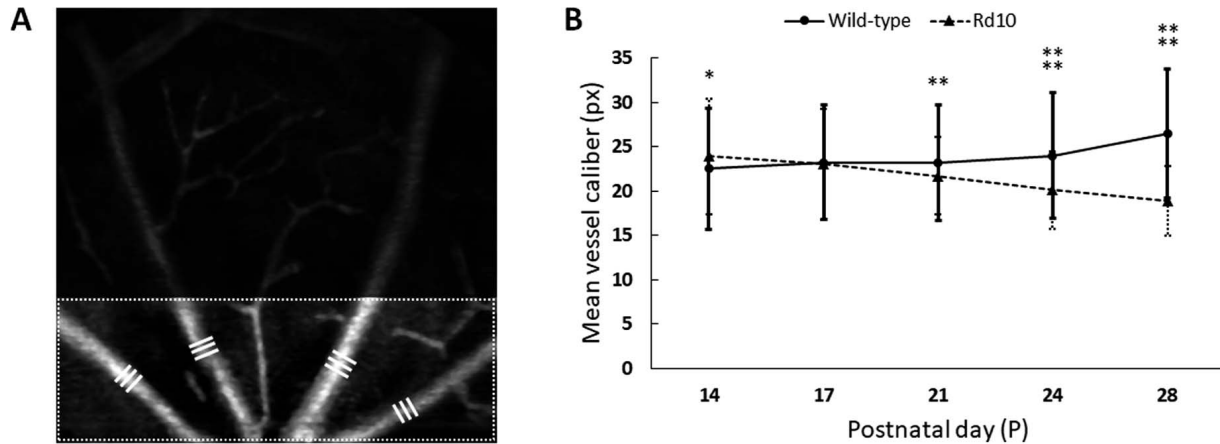 A
B
Wild-type Rd10
Mean vessel caliber (px)
35
30
25
20
15
10
5
0
*
**
**
**
**
**
14 17 21 24 28
Postnatal day (P)